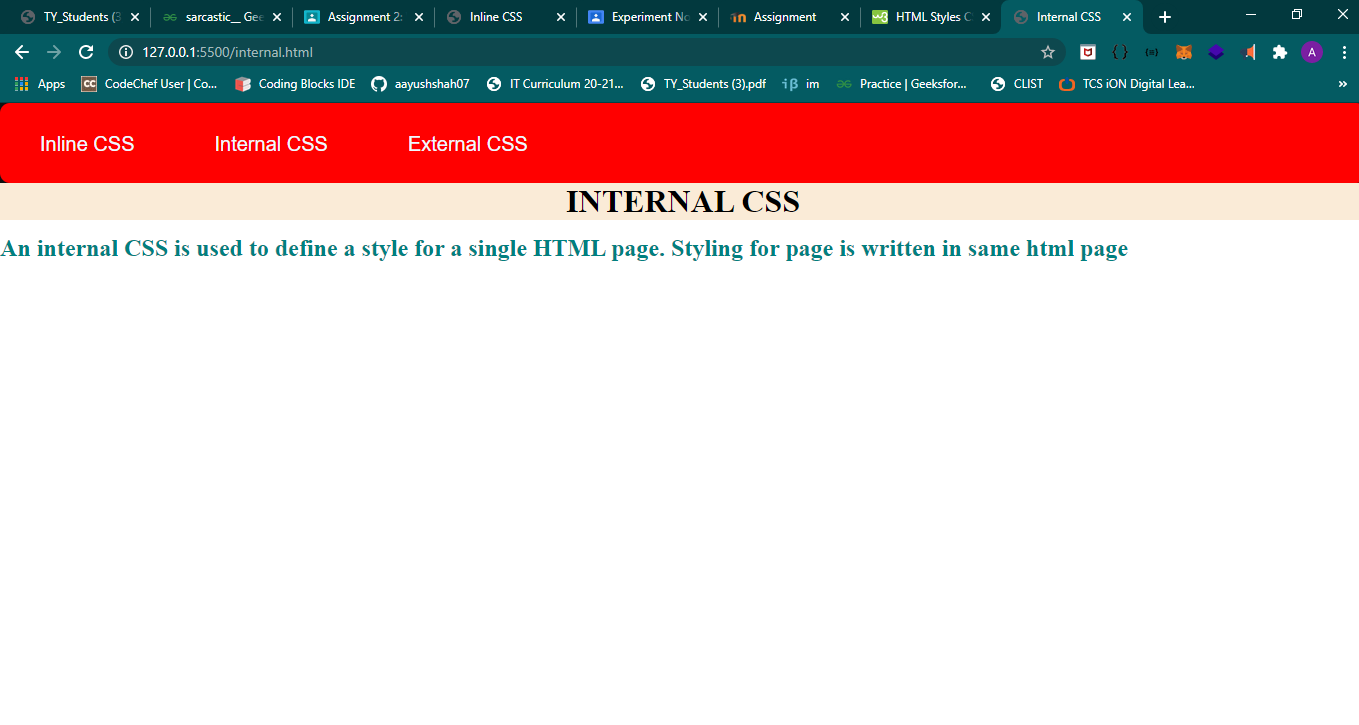 TY_Students (3 sarcastic__ Gee Assignment 2: Inline CSS Experiment No Assignment HTML Styles C Internal CSS
127.0.0.1:5500/internal.html
Apps CodeChef User | Co... Coding Blocks IDE aayushshah07 IT Curriculum 20-21... TY_Students (3).pdf im Practice | Geeksfor... CLIST TCS iON Digital Lea... »
Inline CSS Internal CSS External CSS
INTERNAL CSS
An internal CSS is used to define a style for a single HTML page. Styling for page is written in same html page